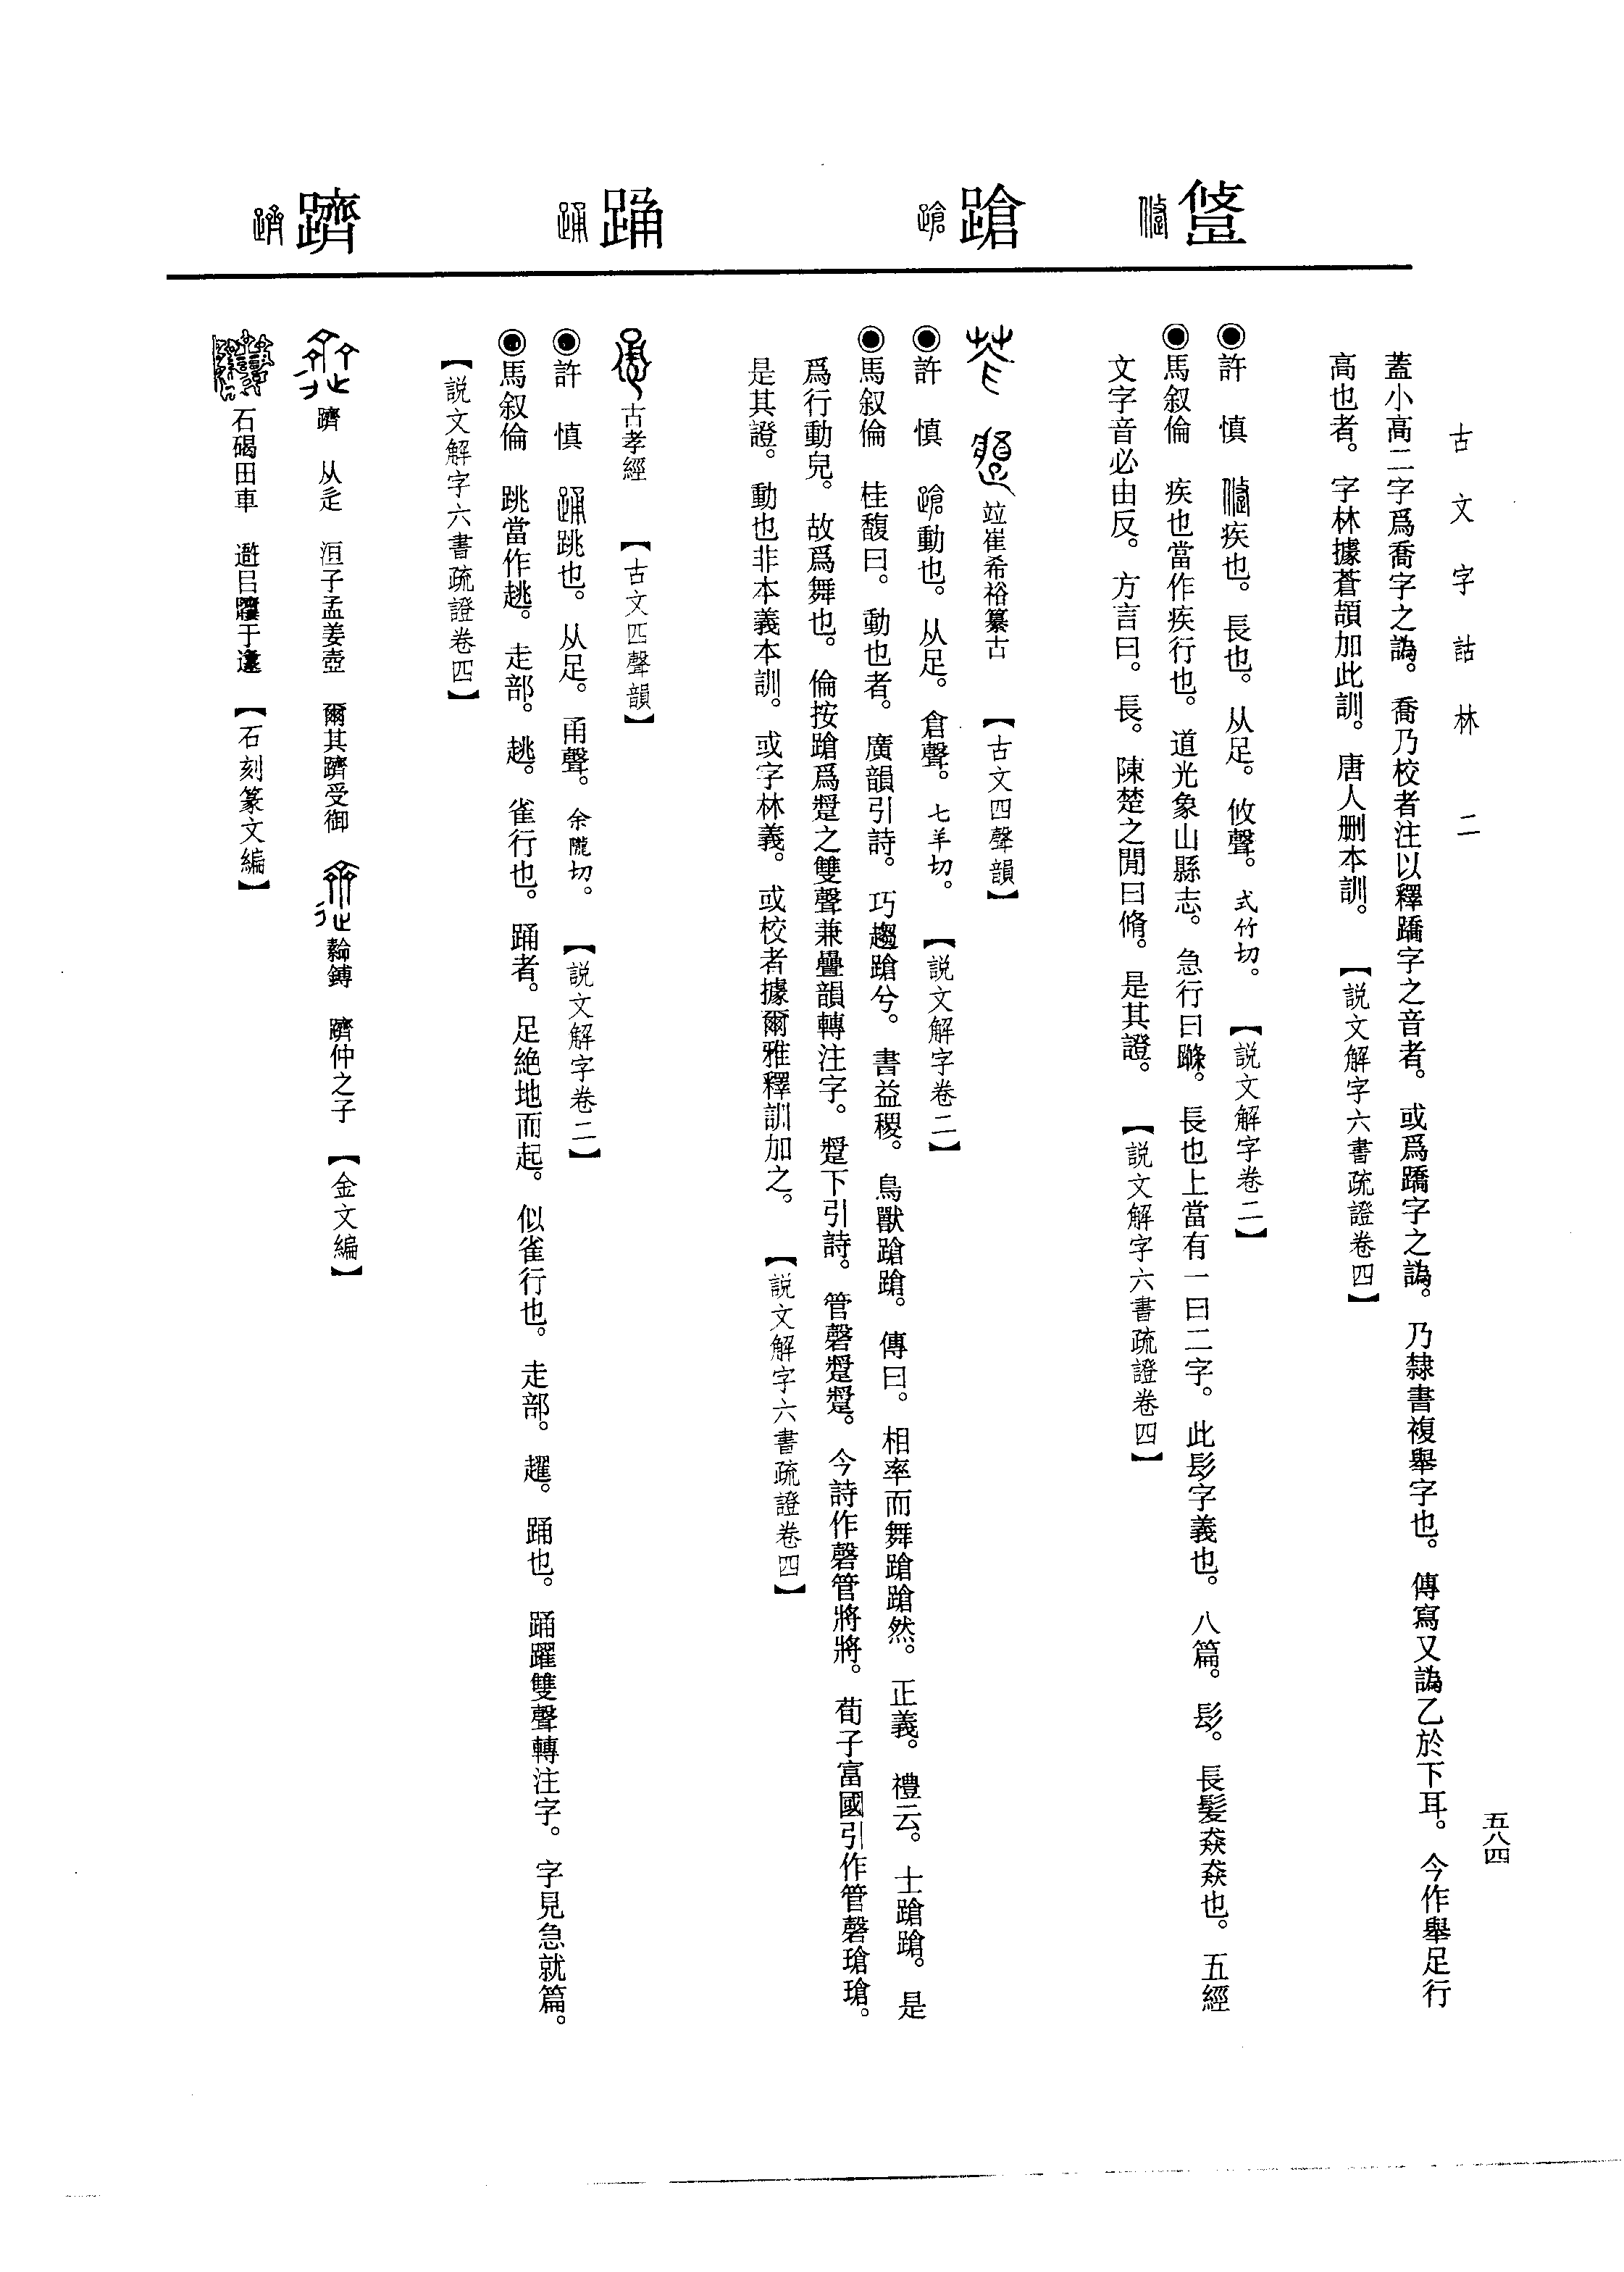 古文字詁林 二
五八四
蓋小高二字爲喬字之譌。喬乃校者注以釋蹻字之音者。或爲蹻字之譌。乃隸書複舉字也。傳寫又譌乙於下耳。今作舉足行
高也者。字林據蒼頡加此訓。唐人删本訓。 【説文解字六書疏證卷四】
䠱
◉許 慎 疾也。長也。从足。攸聲。式竹切。 【説文解字卷二】
◉馬叙倫 疾也當作疾行也。道光象山縣志。急行曰。長也上當有一曰二字。此髟字義也。八篇。髟。長髮猋猋也。五經
文字音必由反。方言曰。長。陳楚之閒曰脩。是其證。 【説文解字六書疏證卷四】
蹌
竝崔希裕纂古 【古文四聲韻】
◉許 慎 動也。从足。倉聲。七羊切。 【説文解字卷二】
◉馬叙倫 桂馥曰。動也者。廣韻引詩。巧趨蹌兮。書益稷。鳥獸蹌蹌。傳曰。相率而舞蹌蹌然。正義。禮云。士蹌蹌。是
爲行動皃。故爲舞也。倫按蹌爲䠂之雙聲兼疊韻轉注字。䠂下引詩。管磬䠂䠂。今詩作磬管將將。荀子富國引作管磬瑲瑲。
是其證。動也非本義本訓。或字林義。或校者據爾雅釋訓加之。 【説文解字六書疏證卷四】
踊
古孝經 【古文四聲韻】
◉許 慎 跳也。从足。甬聲。余隴切。 【説文解字卷二】
◉馬叙倫 跳當作趒。走部。趒。雀行也。踊者。足絶地而起。似雀行也。走部。趯。踊也。踊躍雙聲轉注字。字見急就篇。
【説文解字六書疏證卷四】
躋
躋 从辵 洹子孟姜壺 爾其躋受御 鎛 躋仲之子 【金文編】
石碣田車 避㠯躋于邍 【石刻篆文編】